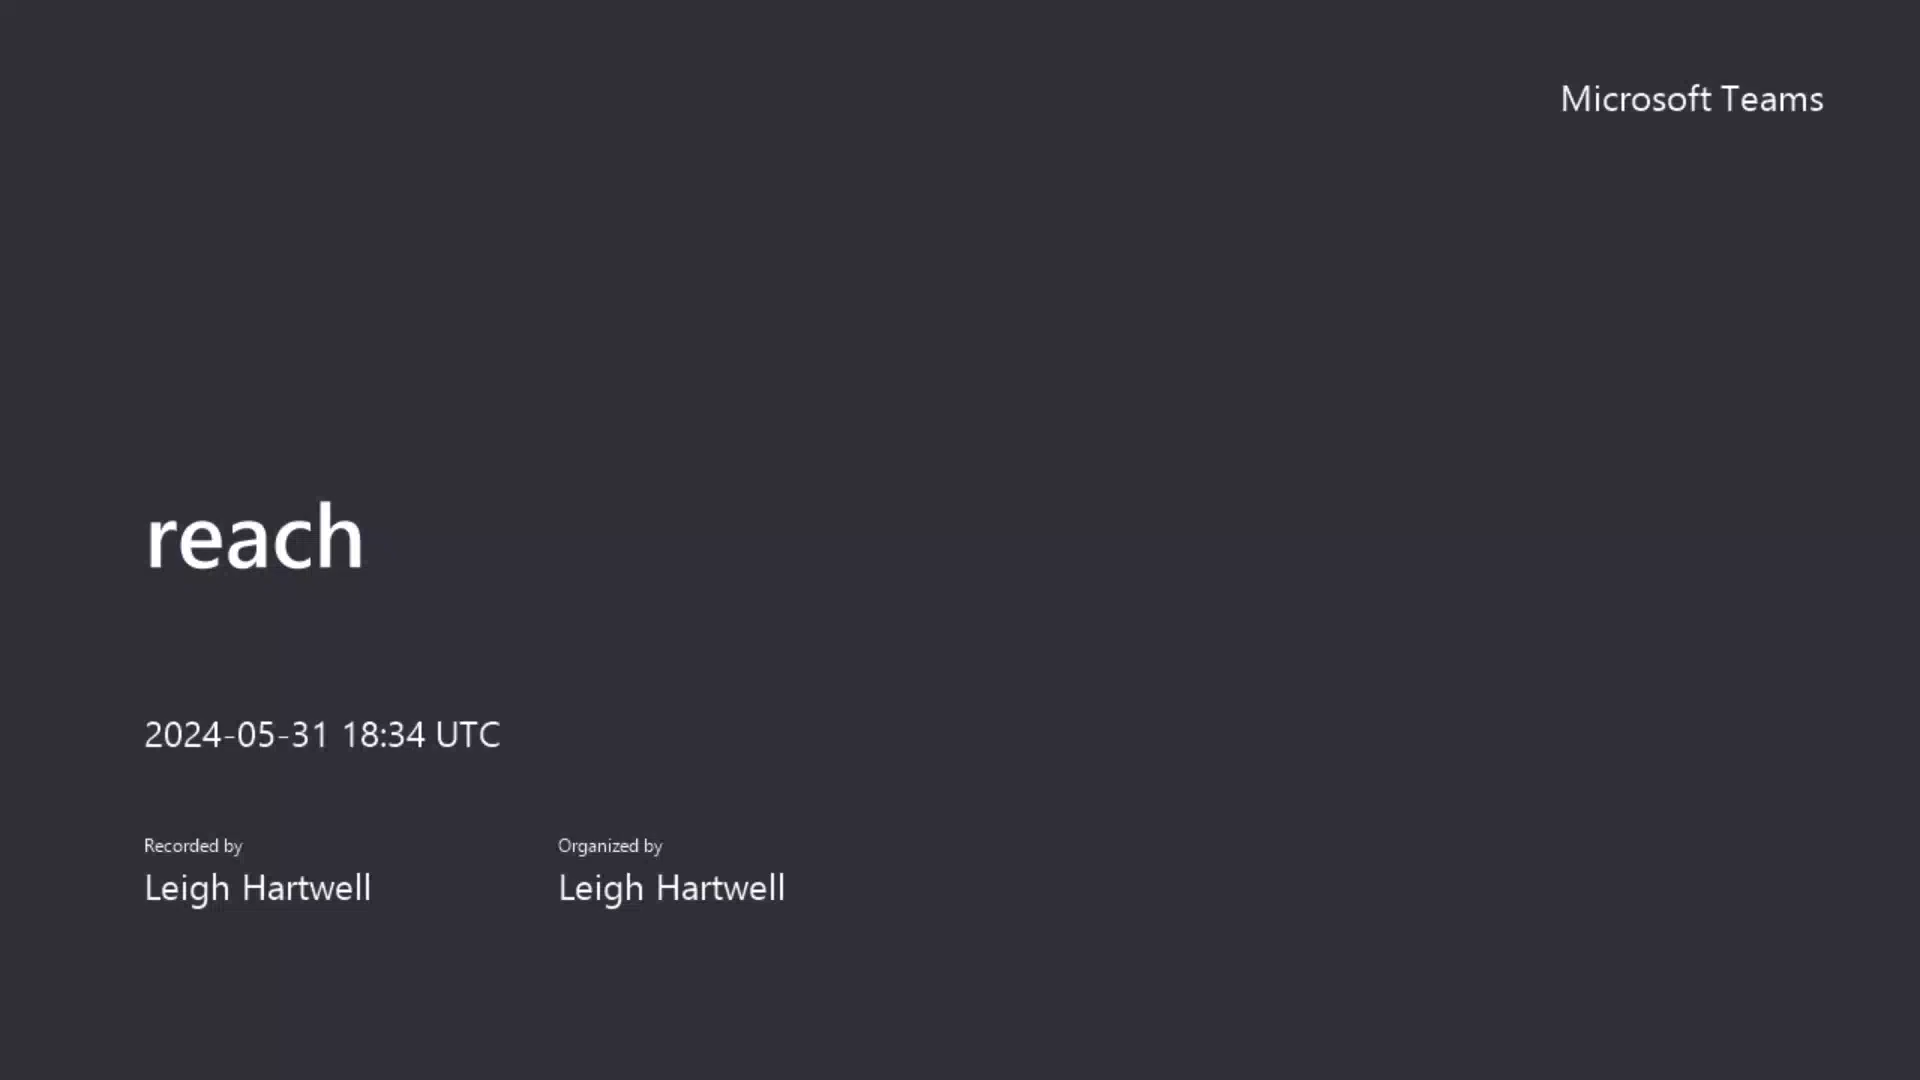 Microsoft Teams
reach
2024-05-31 18:34 UTC
Recorded by
Leigh Hartwell
Organized by
Leigh Hartwell